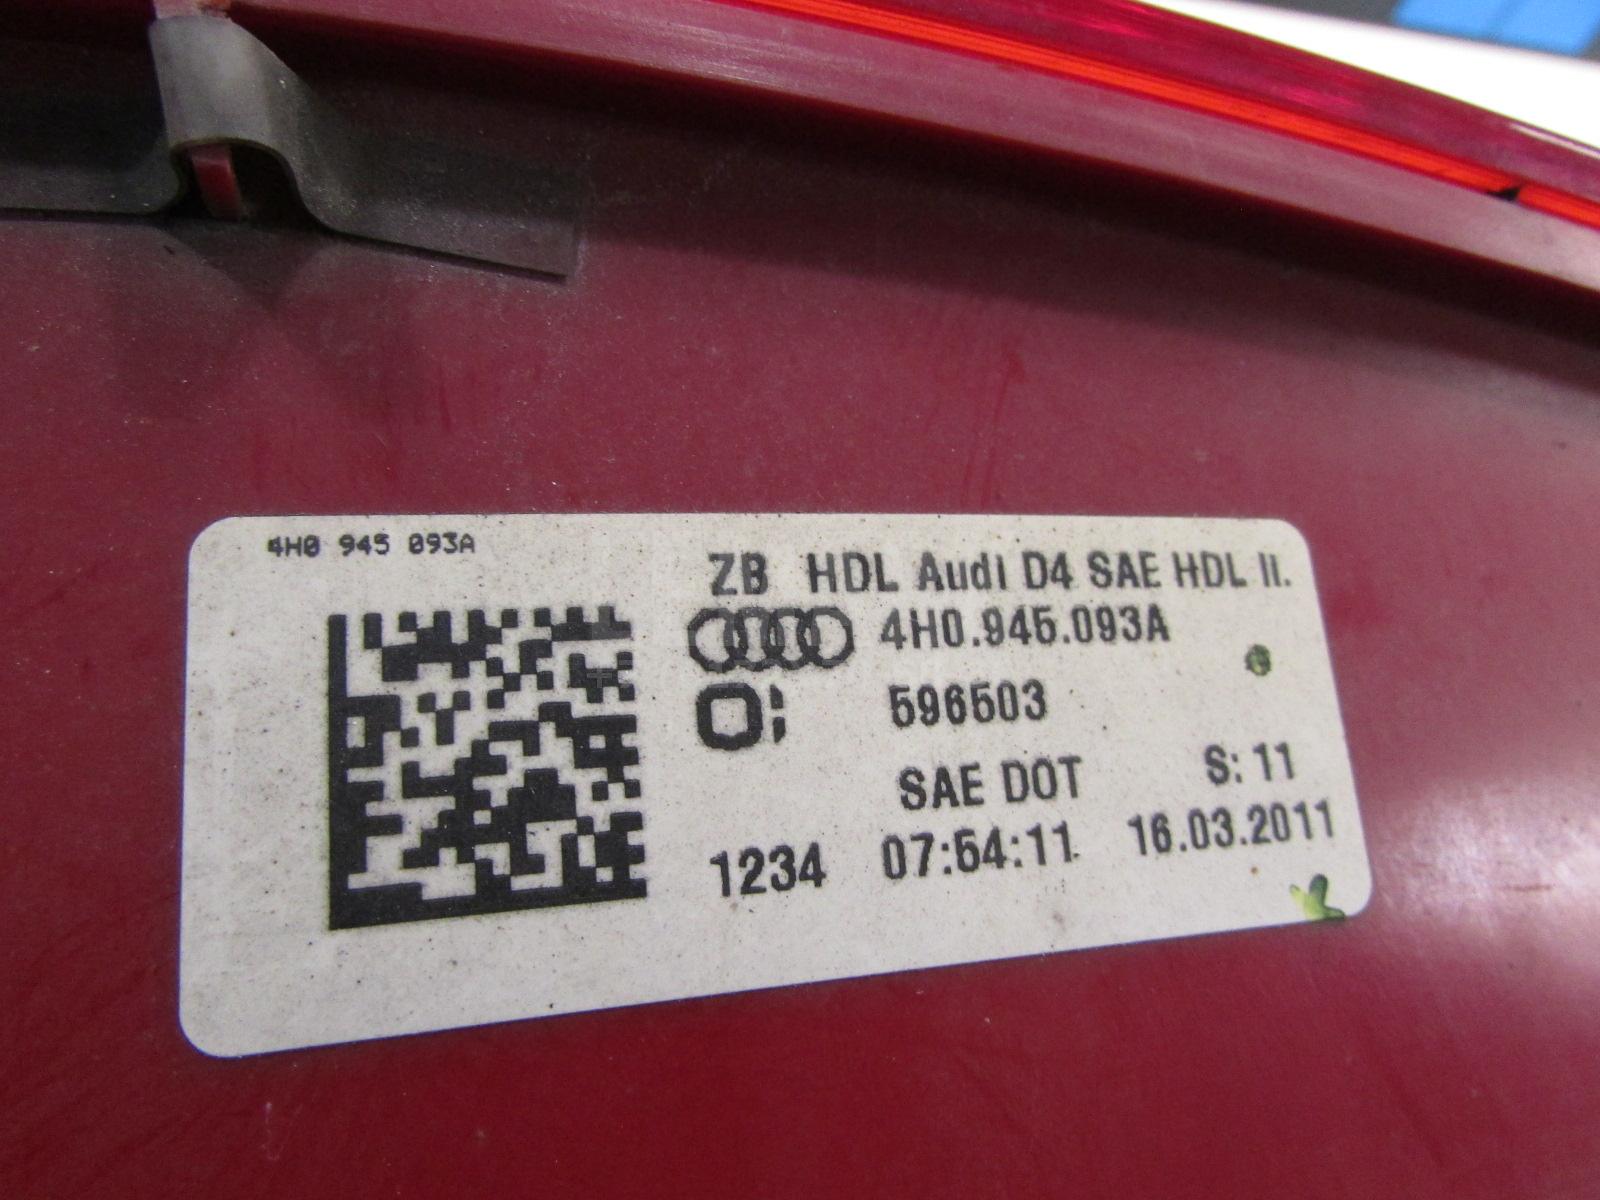 4H0 945 093A
ZB HDL Audi D4 SAE HDL li.
4H0.945.093A
596503
SAE DOT S: 11
1234 07:54:11 16.03.2011